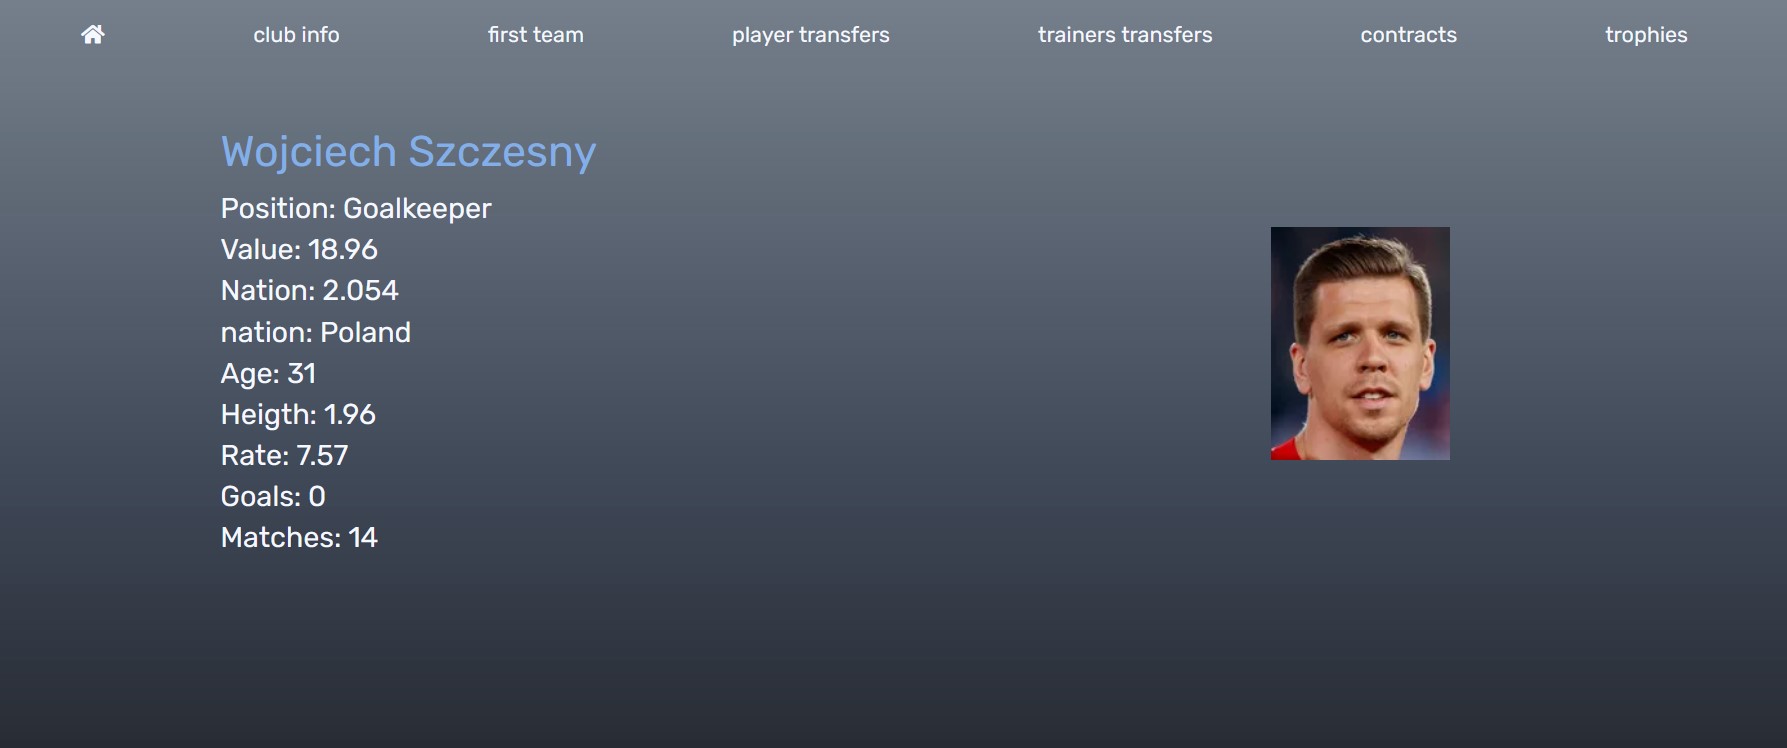 club info first team player transfers trainers transfers contracts trophies
Wojciech Szczesny
Position: Goalkeeper
Value: 18.96
Nation: 2.054
nation: Poland
Age: 31
Heigth: 1.96
Rate: 7.57
Goals: 0
Matches: 14